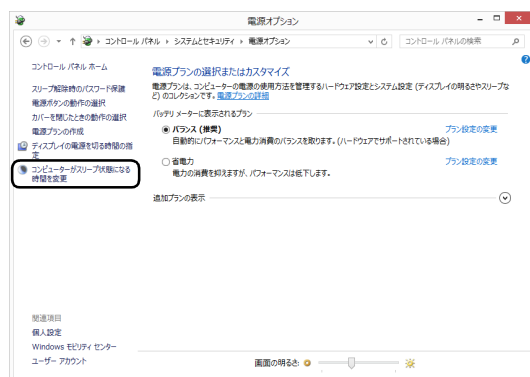 電源オプション
コントロール パネル ▸ システムとセキュリティ ▸ 電源オプション
コントロール パネルの検索
コントロール パネル ホーム
スリープ解除時のパスワード保護
電源ボタンの動作の選択
カバーを閉じたときの動作の選択
電源プランの作成
ディスプレイの電源を切る時間の指
定
コンピューターがスリープ状態になる
時間を変更
電源プランの選択またはカスタマイズ
電源プランは、コンピューターの電源の使用方法を管理するハードウェア設定とシステム設定 (ディスプレイの明るさやスリープな
ど) のコレクションです。電源プランの詳細
バッテリ メーターに表示されるプラン
バランス (推奨) プラン設定の変更
自動的にパフォーマンスと電力消費のバランスを取ります。(ハードウェアでサポートされている場合)
省電力 プラン設定の変更
電力の消費を抑えますが、パフォーマンスは低下します。
追加プランの表示
関連項目
個人設定
Windows モビリティ センター
ユーザー アカウント
画面の明るさ: